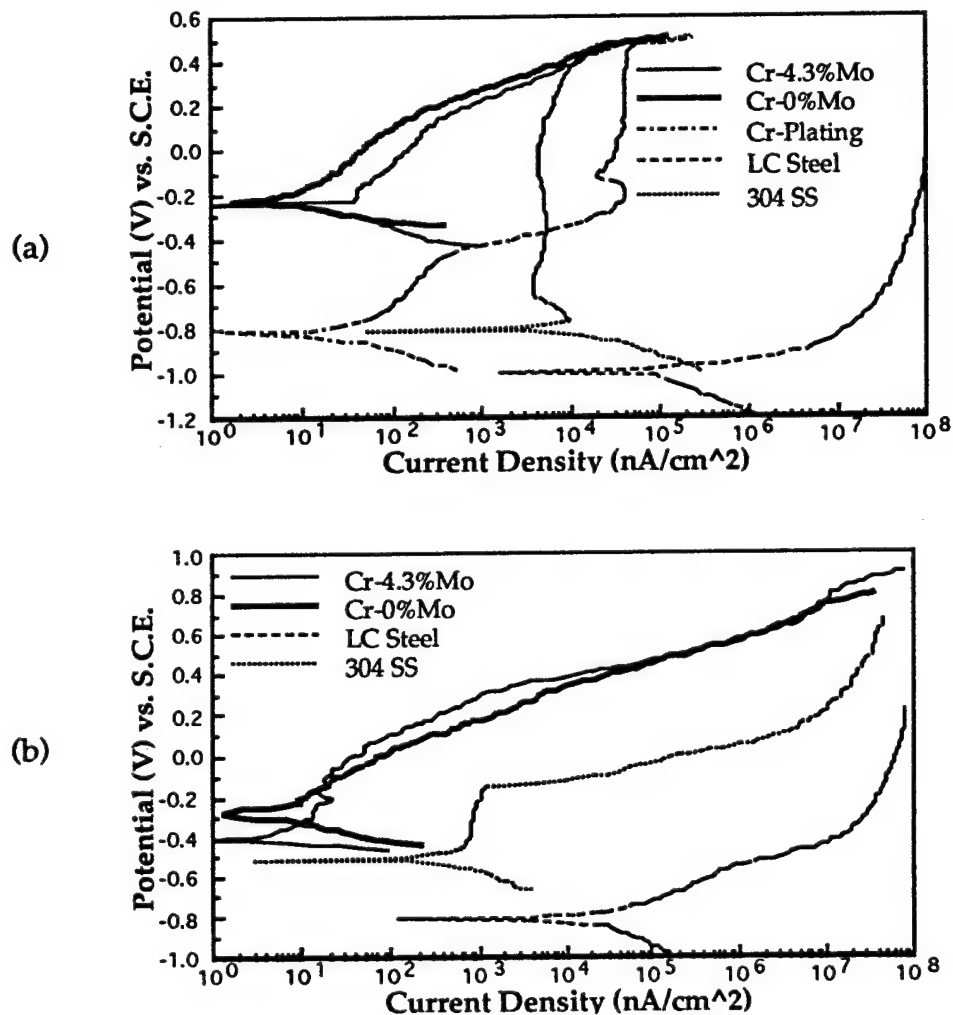 (a)
Potential (V) vs. S.C.E.
0.6
0.4
0.2
0.0
-0.2
-0.4
-0.6
-0.8
-1.0
-1.2
Cr-4.3%Mo
Cr-0%Mo
Cr-Plating
LC Steel
304 SS
10^0 10^1 10^2 10^3 10^4 10^5 10^6 10^7 10^8
Current Density (nA/cm^2)
(b)
Potential (V) vs. S.C.E.
1.0
0.8
0.6
0.4
0.2
0.0
-0.2
-0.4
-0.6
-0.8
-1.0
Cr-4.3%Mo
Cr-0%Mo
LC Steel
304 SS
10^0 10^1 10^2 10^3 10^4 10^5 10^6 10^7 10^8
Current Density (nA/cm^2)